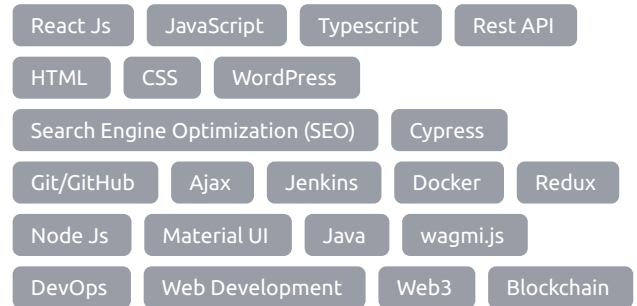 React Js JavaScript Typescript Rest API
HTML CSS WordPress
Search Engine Optimization (SEO) Cypress
Git/GitHub Ajax Jenkins Docker Redux
Node Js Material UI Java wagmi.js
DevOps Web Development Web3 Blockchain